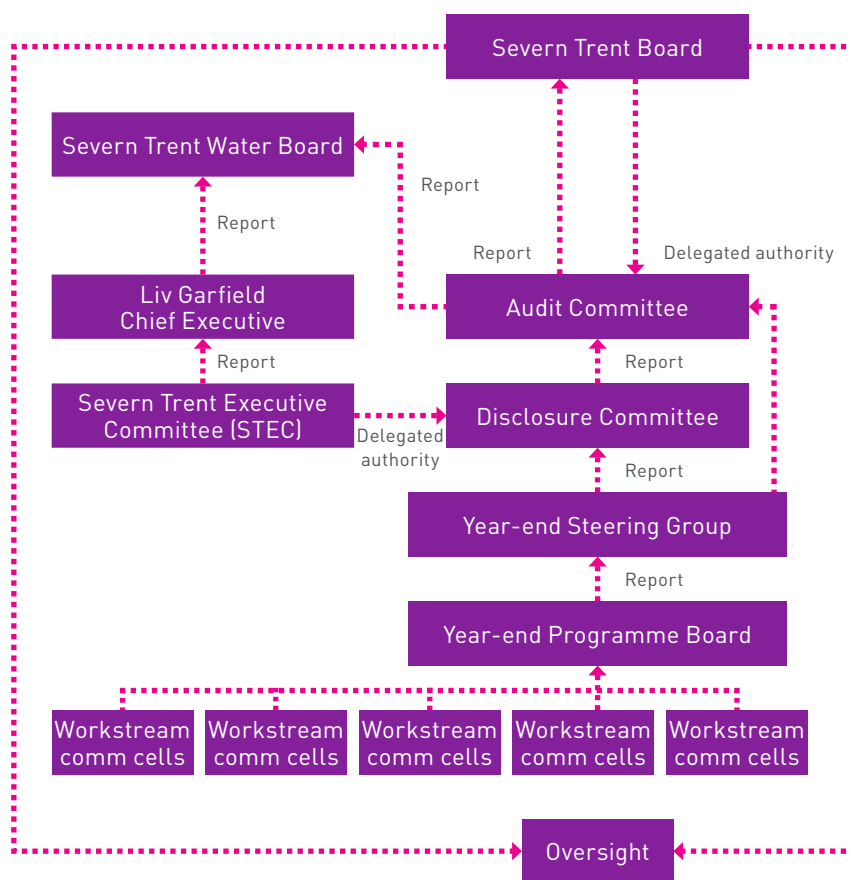 Severn Trent Board
Severn Trent Water Board
Report
Report
Report
Delegated authority
Liv Garfield
Chief Executive
Audit Committee
Report
Report
Severn Trent Executive
Committee (STEC)
Delegated
authority
Disclosure Committee
Report
Year-end Steering Group
Report
Year-end Programme Board
Workstream
comm cells
Workstream
comm cells
Workstream
comm cells
Workstream
comm cells
Workstream
comm cells
Oversight